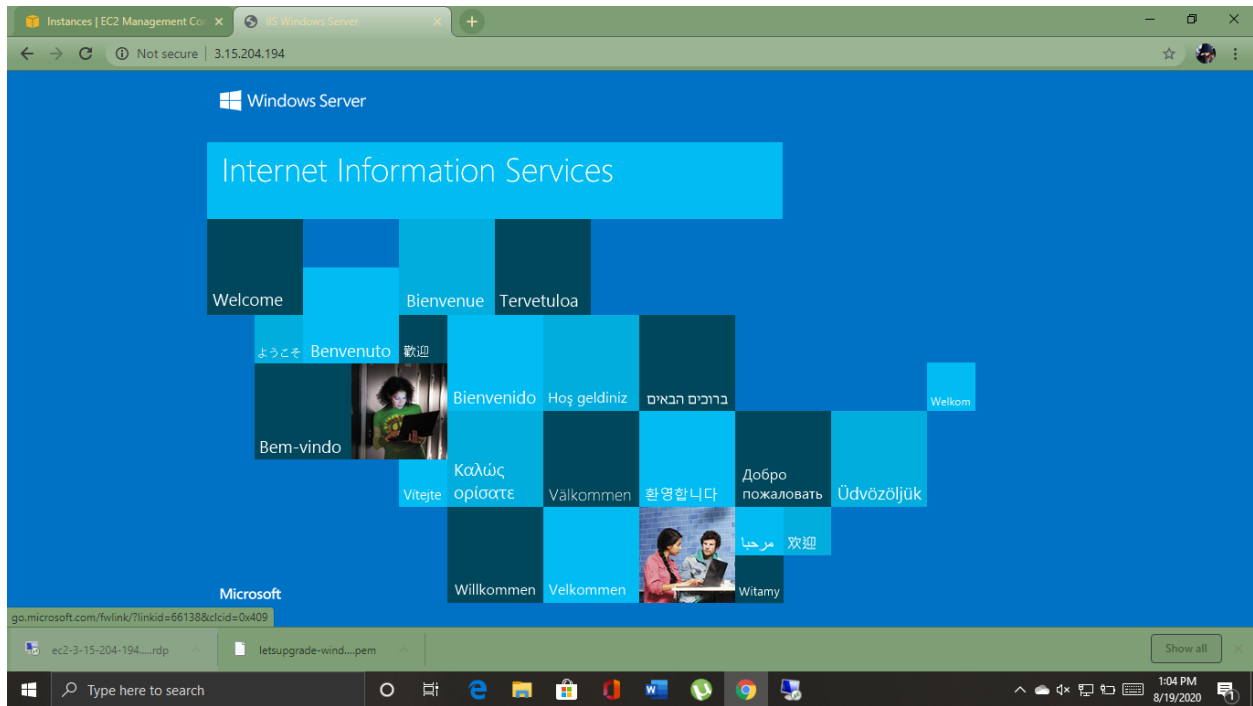 Instances | EC2 Management Cor
IIS Windows Server
Not secure | 3.15.204.194
Windows Server
Internet Information Services
Welcome
Bienvenue
Tervetuloa
ようこそ
Benvenuto
歡迎
Bienvenido
Hoş geldiniz
ברוכים הבאים
Welkom
Bem-vindo
Vítejte
Καλώς
ορίσατε
Välkommen
환영합니다
Добро
пожаловать
Üdvözöljük
Willkommen
Velkommen
مرحبا
欢迎
Witamy
Microsoft
go.microsoft.com/fwlink/?linkid=66138&clcid=0x409
ec2-3-15-204-194.....rdp
letsupgrade-wind....pem
Show all
Type here to search
1:04 PM
8/19/2020
1